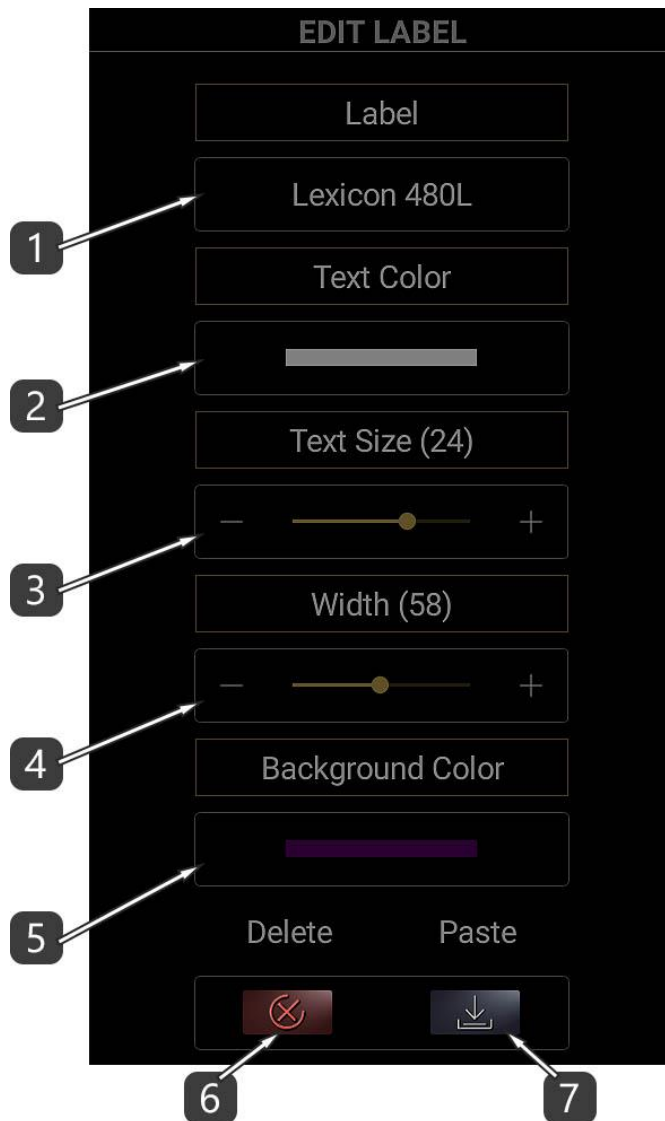 EDIT LABEL
Label
Lexicon 480L
1
Text Color
2
Text Size (24)
3
Width (58)
4
Background Color
5
Delete Paste
6 7